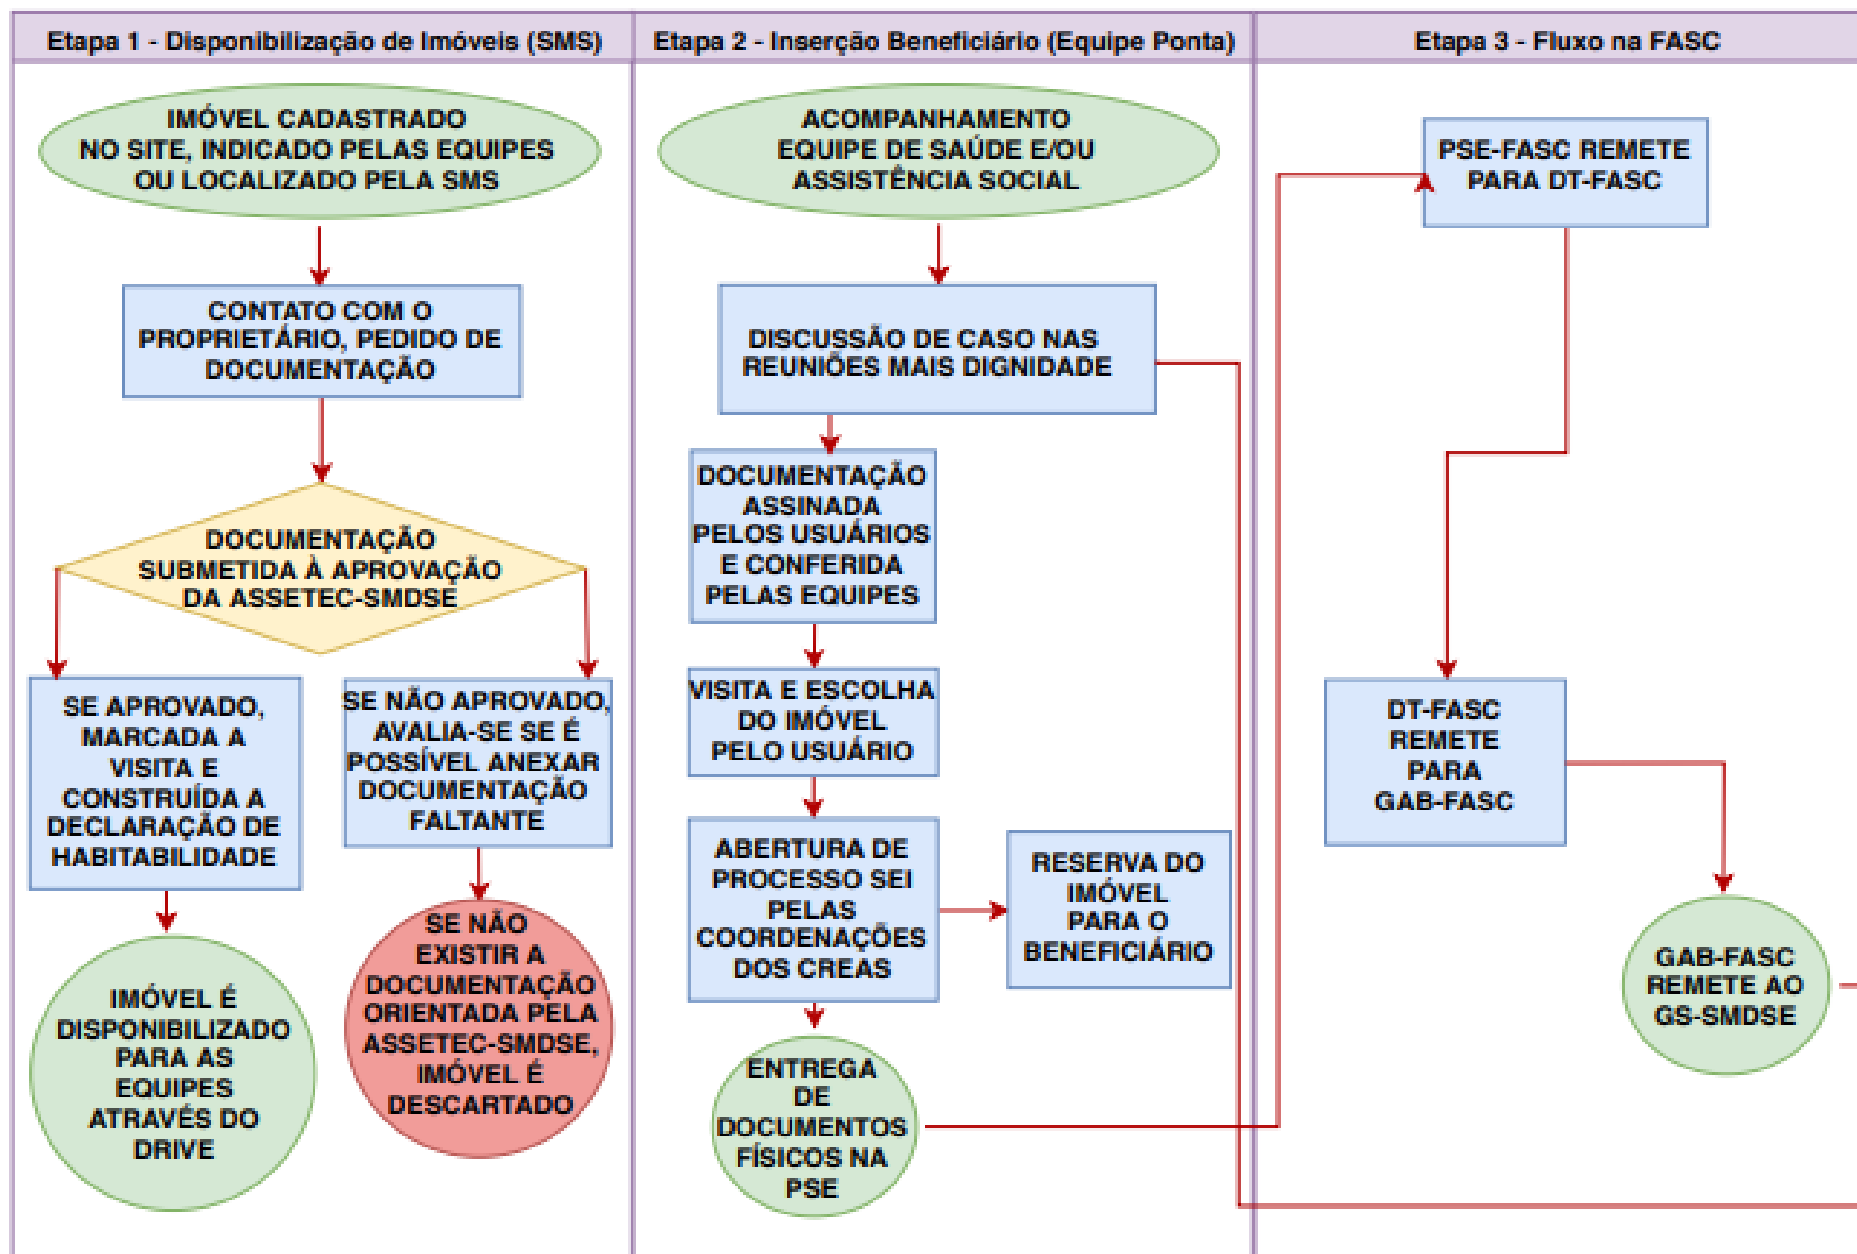 Etapa 1 - Disponibilização de Imóveis (SMS)
IMÓVEL CADASTRADO
NO SITE, INDICADO PELAS EQUIPES
OU LOCALIZADO PELA SMS
CONTATO COM O
PROPRIETÁRIO, PEDIDO DE
DOCUMENTAÇÃO
DOCUMENTAÇÃO
SUBMETIDA À APROVAÇÃO
DA ASSETEC-SMDSE
SE APROVADO,
MARCADA A
VISITA E
CONSTRUÍDA A
DECLARAÇÃO DE
HABITABILIDADE
IMÓVEL É
DISPONIBILIZADO
PARA AS
EQUIPES
ATRAVÉS DO
DRIVE
SE NÃO APROVADO,
AVALIA-SE SE É
POSSÍVEL ANEXAR
DOCUMENTAÇÃO
FALTANTE
SE NÃO
EXISTIR A
DOCUMENTAÇÃO
ORIENTADA PELA
ASSETEC-SMDSE,
IMÓVEL É
DESCARTADO
Etapa 2 - Inserção Beneficiário (Equipe Ponta)
ACOMPANHAMENTO
EQUIPE DE SAÚDE E/OU
ASSISTÊNCIA SOCIAL
DISCUSSÃO DE CASO NAS
REUNIÕES MAIS DIGNIDADE
DOCUMENTAÇÃO
ASSINADA
PELOS USUÁRIOS
E CONFERIDA
PELAS EQUIPES
VISITA E ESCOLHA
DO IMÓVEL
PELO USUÁRIO
ABERTURA DE
PROCESSO SEI
PELAS
COORDENAÇÕES
DOS CREAS
RESERVA DO
IMÓVEL
PARA O
BENEFICIÁRIO
ENTREGA
DE
DOCUMENTOS
FÍSICOS NA
PSE
Etapa 3 - Fluxo na FASC
PSE-FASC REMETE
PARA DT-FASC
DT-FASC
REMETE
PARA
GAB-FASC
GAB-FASC
REMETE AO
GS-SMDSE